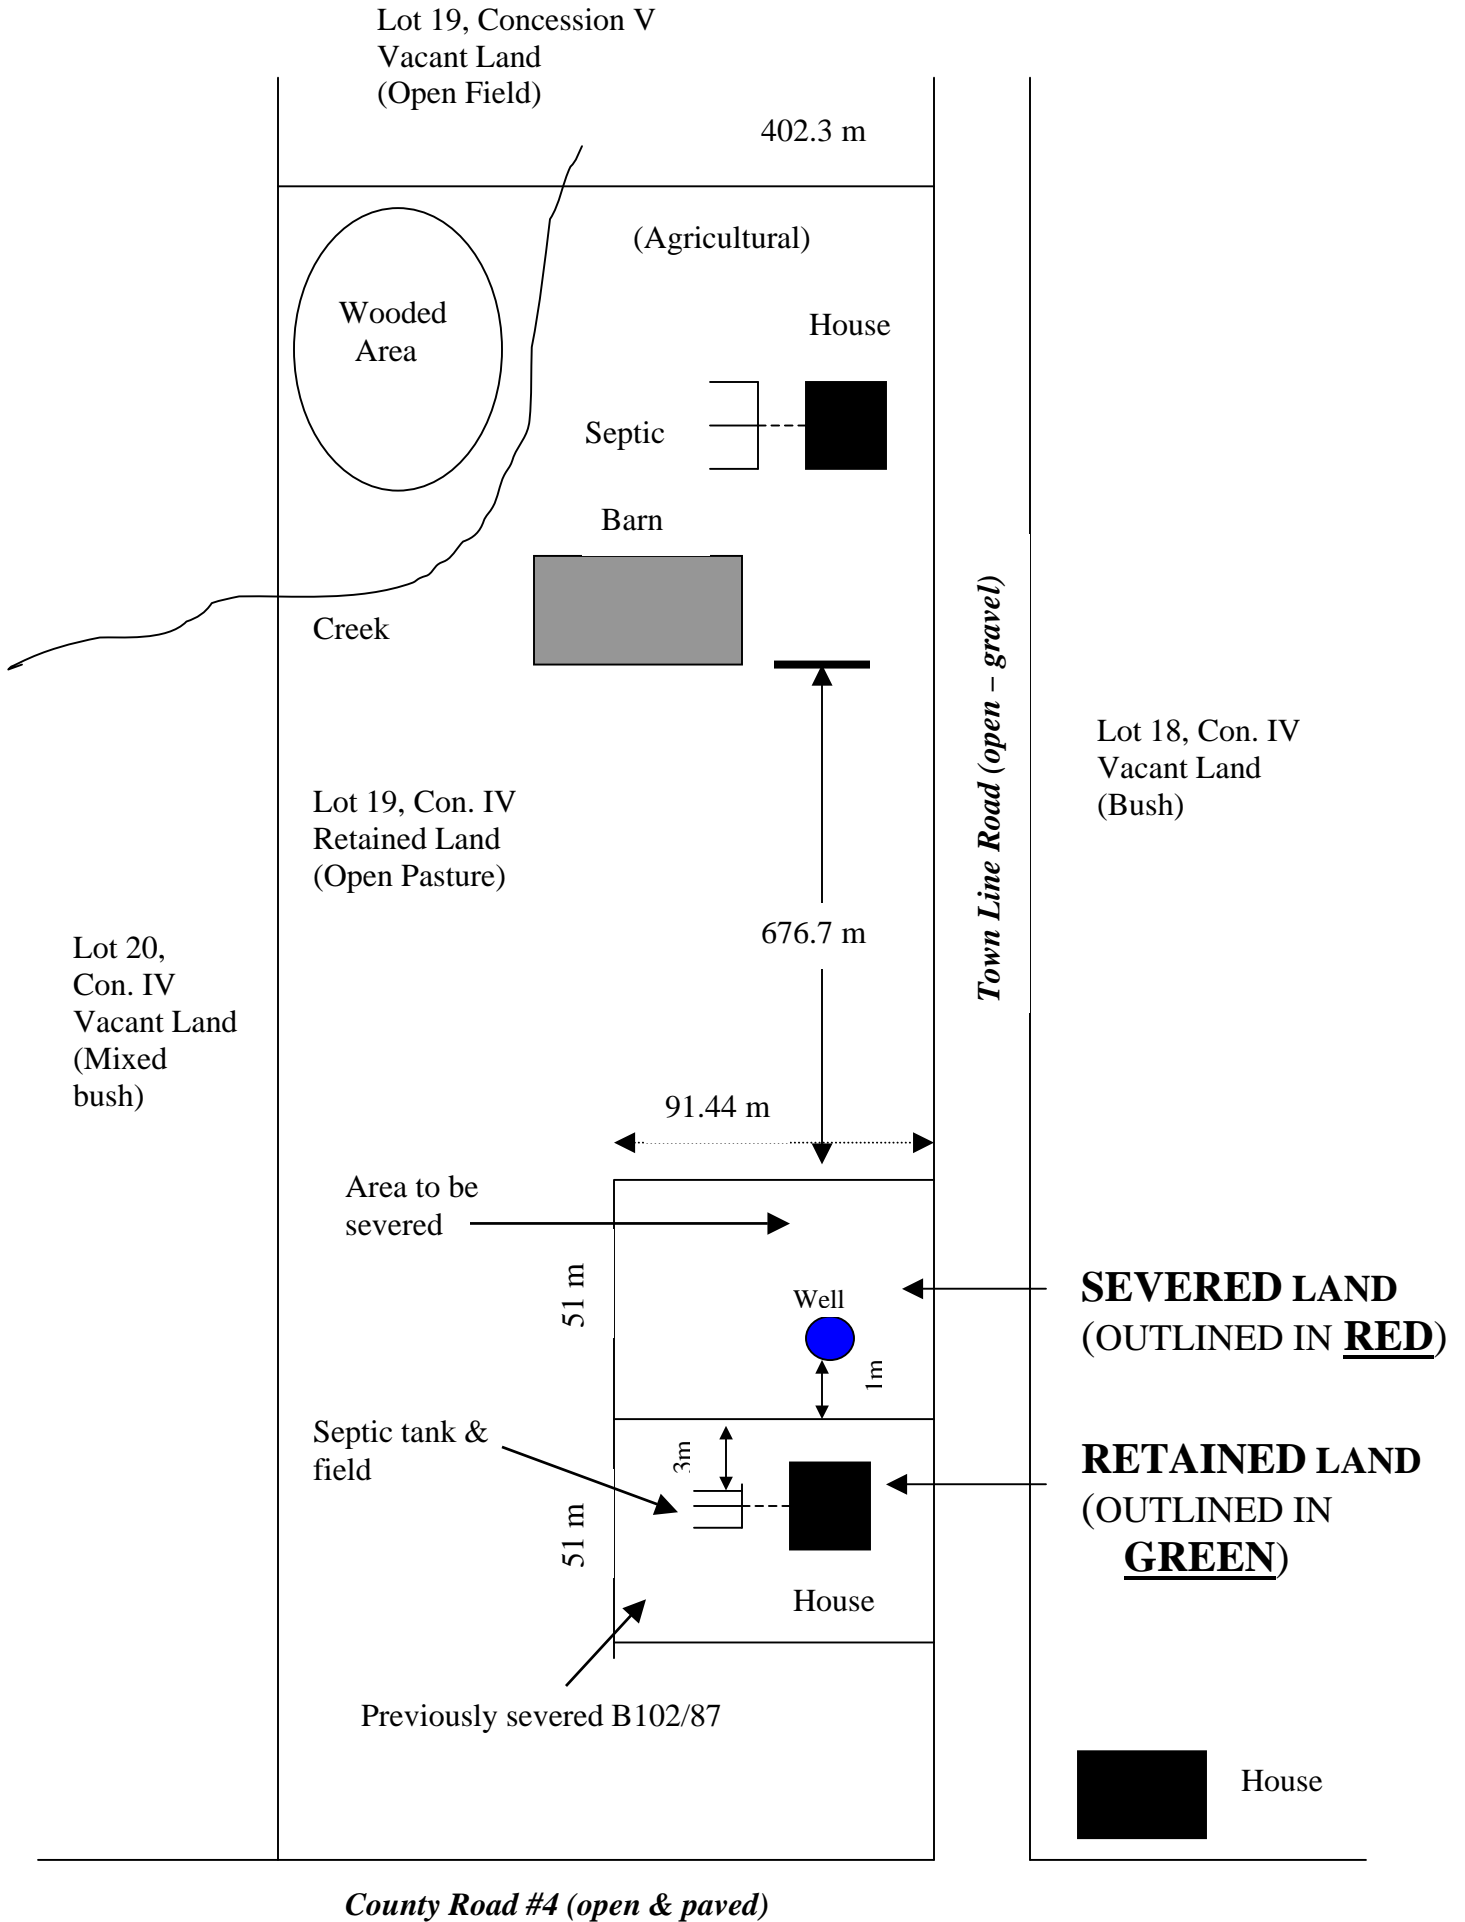 Lot 19, Concession V
Vacant Land
(Open Field)
402.3 m
(Agricultural)
Wooded
Area
House
Septic
Barn
Creek
Town Line Road (open – gravel)
Lot 18, Con. IV
Vacant Land
(Bush)
Lot 19, Con. IV
Retained Land
(Open Pasture)
676.7 m
Lot 20,
Con. IV
Vacant Land
(Mixed
bush)
91.44 m
Area to be
severed
51 m
Well
1m
SEVERED LAND
(OUTLINED IN RED)
Septic tank &
field
3m
51 m
House
RETAINED LAND
(OUTLINED IN
GREEN)
Previously severed B102/87
House
County Road #4 (open & paved)